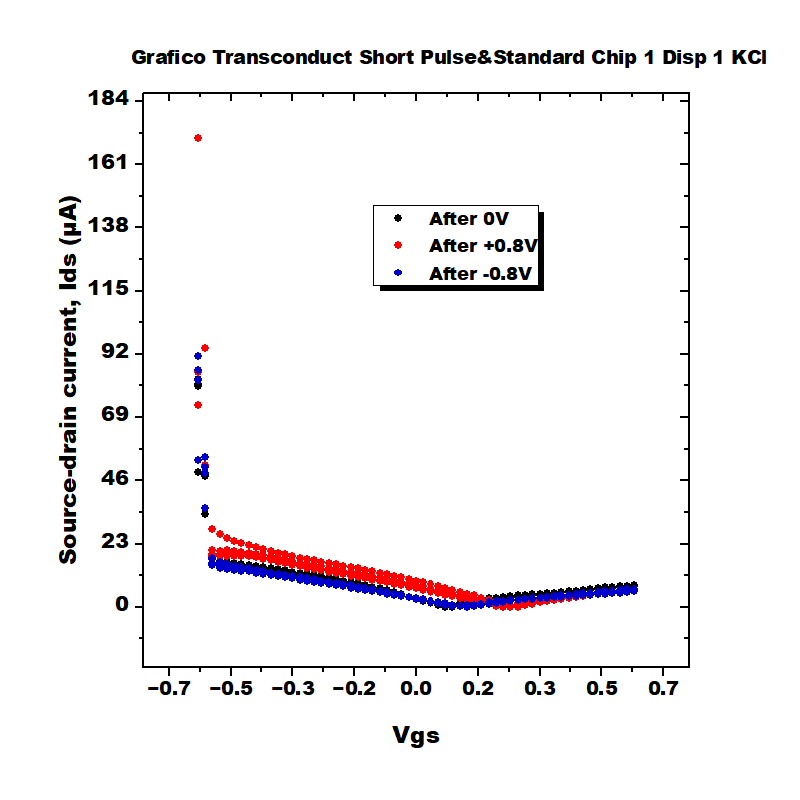 Grafico Transconduct Short Pulse&Standard Chip 1 Disp 1 KCl
184
161
138
115
92
69
46
23
0
Source-drain current, Ids (µA)
After 0V
After +0.8V
After -0.8V
−0.7 −0.5 −0.3 −0.2 0.0 0.2 0.3 0.5 0.7
Vgs